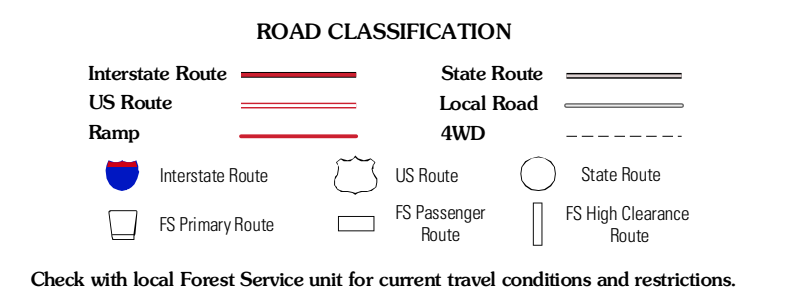 ROAD CLASSIFICATION
Interstate Route
State Route
US Route
Local Road
Ramp
4WD
Interstate Route
US Route
State Route
FS Primary Route
FS Passenger
Route
FS High Clearance
Route
Check with local Forest Service unit for current travel conditions and restrictions.